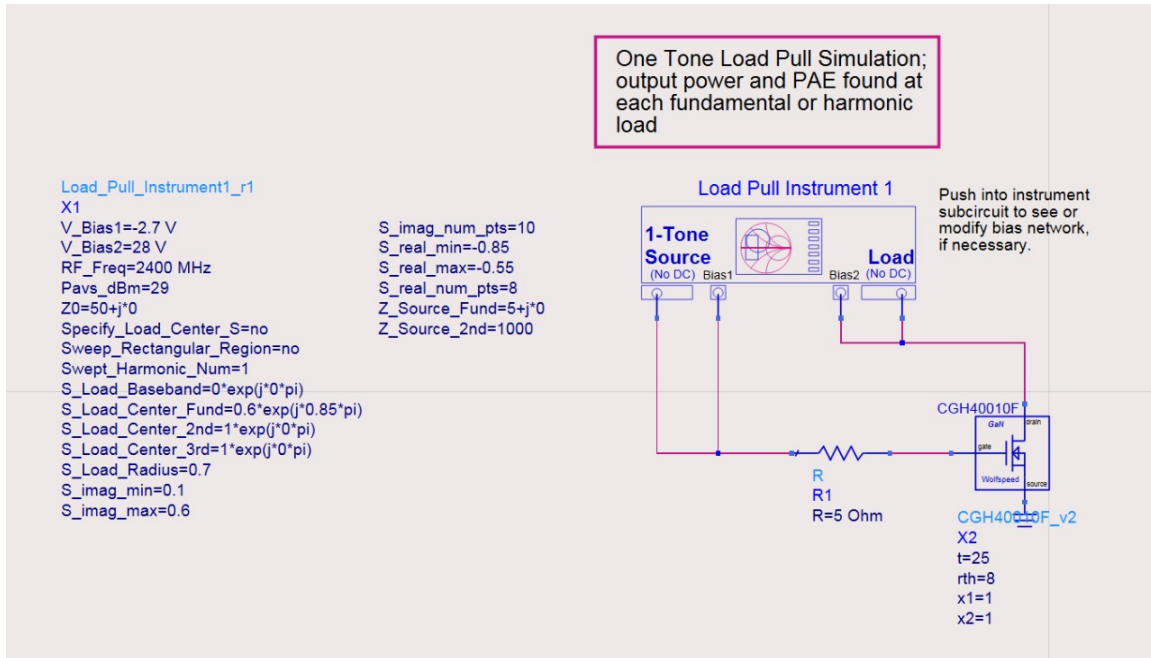 One Tone Load Pull Simulation;
output power and PAE found at
each fundamental or harmonic
load
Load_Pull_Instrument1_r1
X1
V_Bias1=-2.7 V
V_Bias2=28 V
RF_Freq=2400 MHz
Pavs_dBm=29
Z0=50+j*0
Specify_Load_Center_S=no
Sweep_Rectangular_Region=no
Swept_Harmonic_Num=1
S_Load_Baseband=0*exp(j*0*pi)
S_Load_Center_Fund=0.6*exp(j*0.85*pi)
S_Load_Center_2nd=1*exp(j*0*pi)
S_Load_Center_3rd=1*exp(j*0*pi)
S_Load_Radius=0.7
S_imag_min=0.1
S_imag_max=0.6
S_imag_num_pts=10
S_real_min=-0.85
S_real_max=-0.55
S_real_num_pts=8
Z_Source_Fund=5+j*0
Z_Source_2nd=1000
Load Pull Instrument 1
1-Tone
Source
(No DC)
Bias1
Bias2
Load
(No DC)
Push into instrument
subcircuit to see or
modify bias network,
if necessary.
R
R1
R=5 Ohm
CGH40010F
GaN
drain
gate
Wolfspeed
source
CGH40010F_v2
X2
t=25
rth=8
x1=1
x2=1